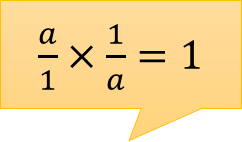 a/1 × 1/a = 1